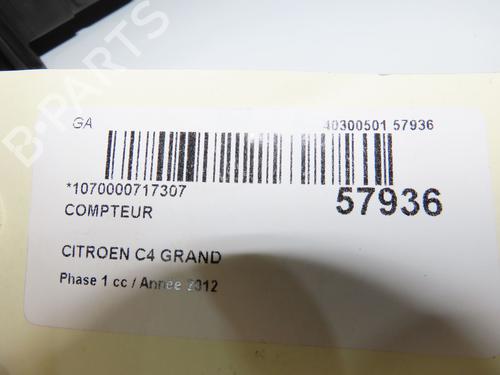 GA 40300501 57936
*1070000717307
57936
COMPTEUR
CITROEN C4 GRAND
Phase 1 cc / Année 2012
B-PARTS